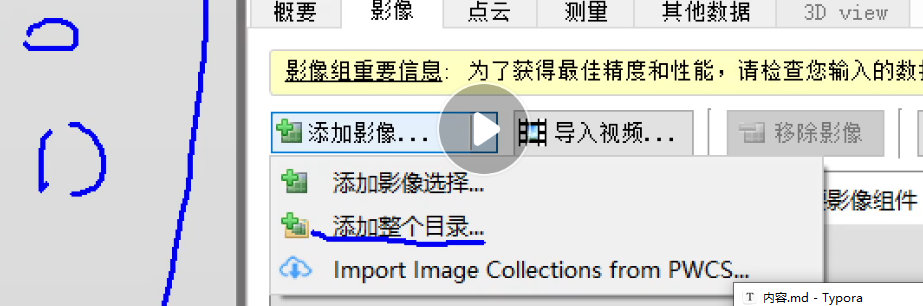 概要 影像 点云 测量 其他数据 3D view
影像组重要信息: 为了获得最佳精度和性能，请检查您输入的数
添加影像... 导入视频... 移除影像
添加影像选择...
影像组件
添加整个目录...
Import Image Collections from PWCS...
T 内容.md - Typora